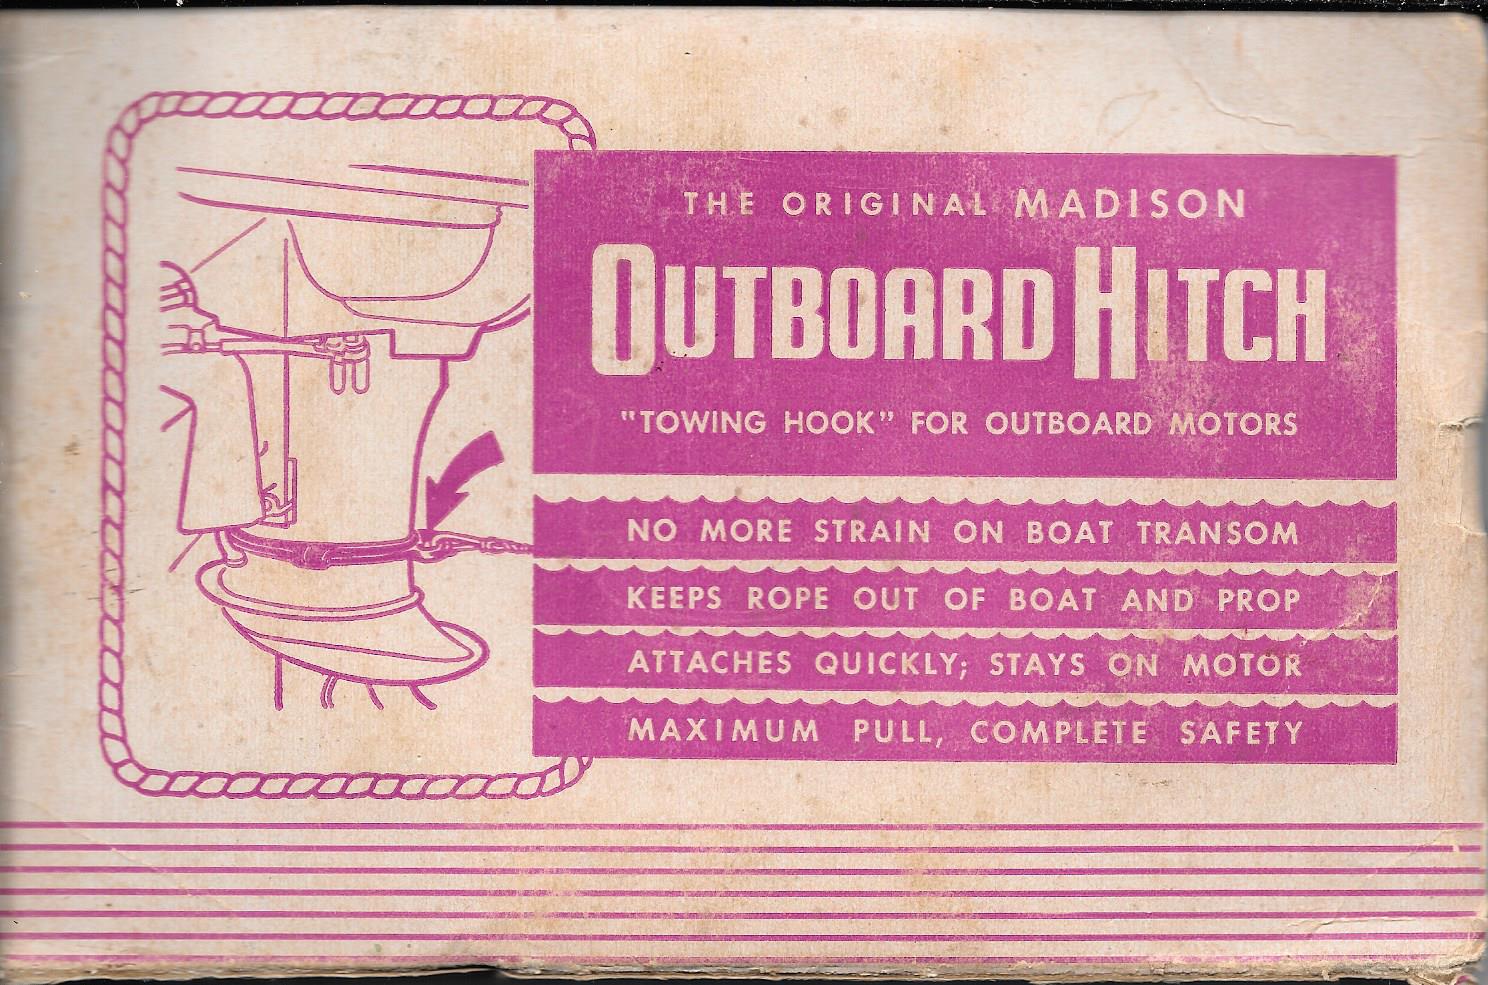 THE ORIGINAL MADISON
OUTBOARD HITCH
"TOWING HOOK" FOR OUTBOARD MOTORS
NO MORE STRAIN ON BOAT TRANSOM
KEEPS ROPE OUT OF BOAT AND PROP
ATTACHES QUICKLY; STAYS ON MOTOR
MAXIMUM PULL, COMPLETE SAFETY